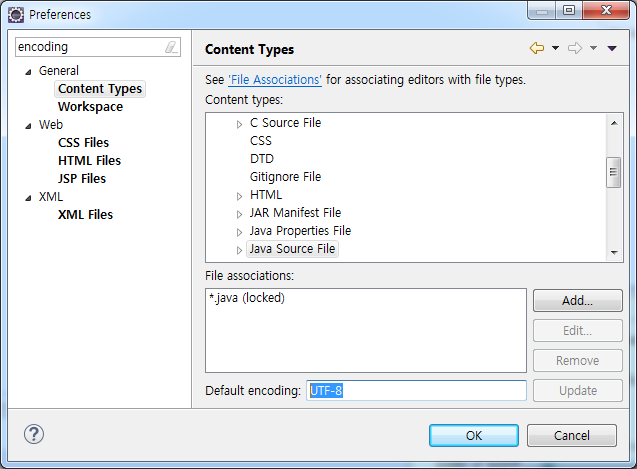 Preferences
encoding
General
Content Types
Workspace
Web
CSS Files
HTML Files
JSP Files
XML
XML Files
Content Types
See 'File Associations' for associating editors with file types.
Content types:
C Source File
CSS
DTD
Gitignore File
HTML
JAR Manifest File
Java Properties File
Java Source File
File associations:
*.java (locked)
Add...
Edit...
Remove
Default encoding: UTF-8
Update
?
OK
Cancel